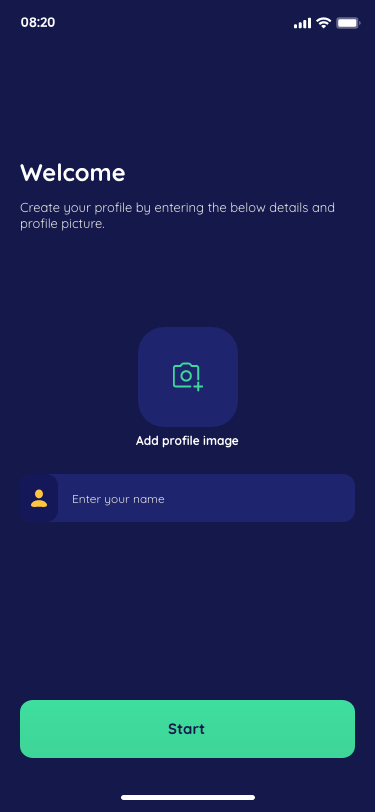 08:20
Welcome
Create your profile by entering the below details and
profile picture.
Add profile image
Enter your name
Start